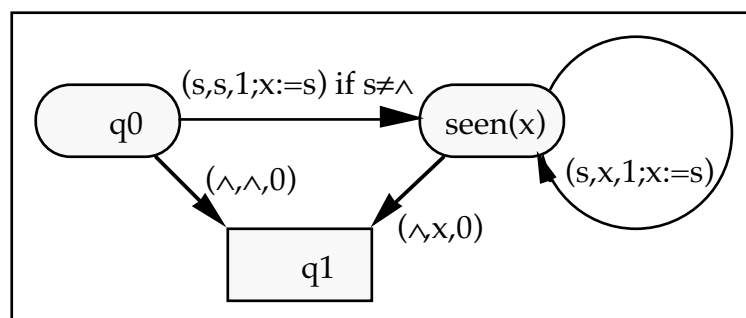 (s,s,1;x:=s) if s≠∧
q0
seen(x)
(∧,∧,0)
(s,x,1;x:=s)
(∧,x,0)
q1